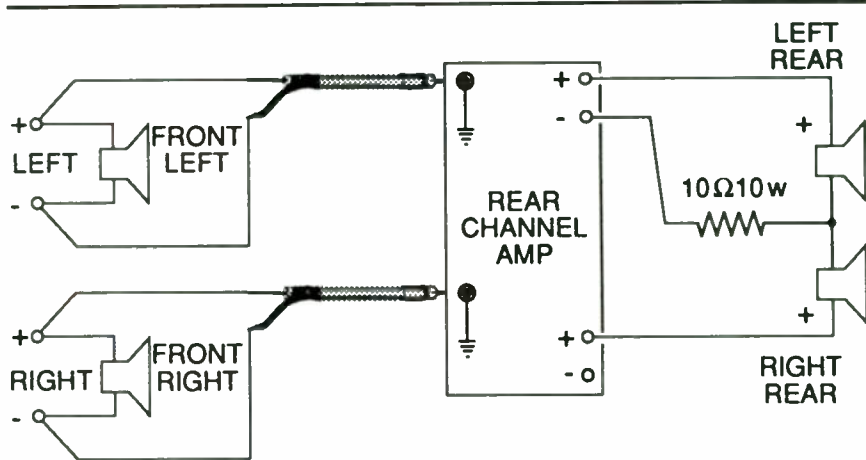 LEFT
REAR
+
-
+
+
FRONT
LEFT
LEFT
-
10Ω10w
REAR
CHANNEL
AMP
+
+
-
+
FRONT
RIGHT
RIGHT
-
RIGHT
REAR